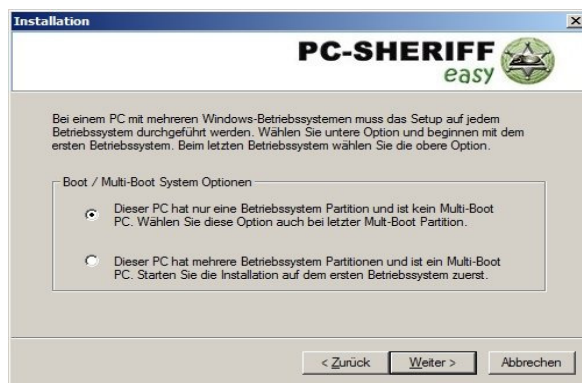 Installation
PC-SHERIFF
easy
Bei einem PC mit mehreren Windows-Betriebssystemen muss das Setup auf jedem
Betriebssystem durchgeführt werden. Wählen Sie untere Option und beginnen mit dem
ersten Betriebssystem. Beim letzten Betriebssystem wählen Sie die obere Option.
Boot / Multi-Boot System Optionen
Dieser PC hat nur eine Betriebssystem Partition und ist kein Multi-Boot
PC. Wählen Sie diese Option auch bei letzter Mult-Boot Partition.
Dieser PC hat mehrere Betriebssystem Partitionen und ist ein Multi-Boot
PC. Starten Sie die Installation auf dem ersten Betriebssystem zuerst.
< Zurück
Weiter >
Abbrechen